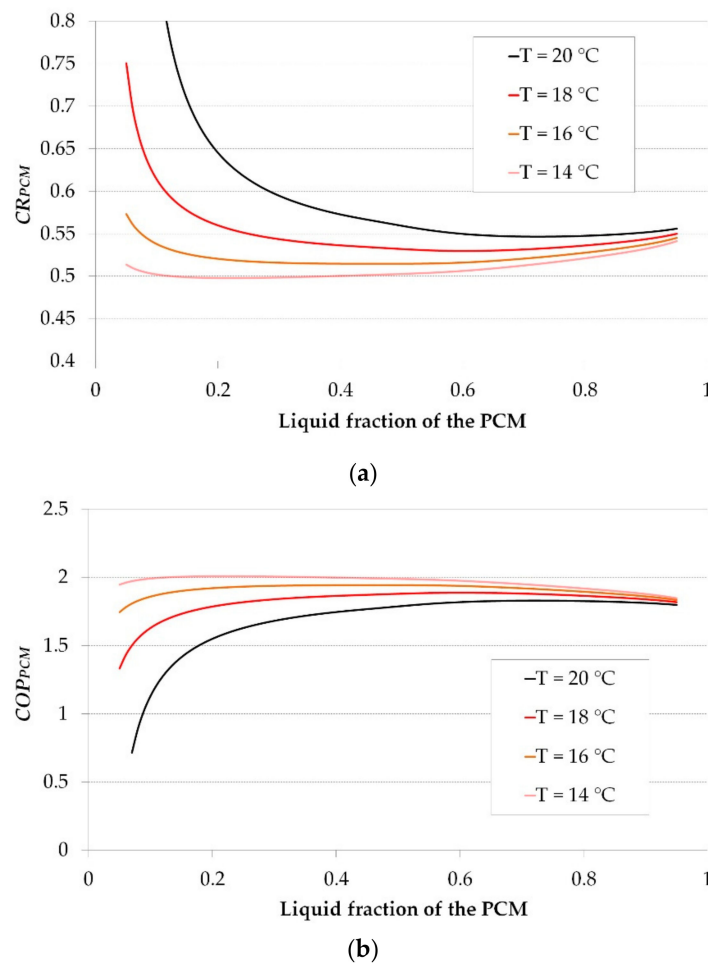 0.8
0.75
0.7
0.65
0.6
0.55
0.5
0.45
0.4
CRPCM
T = 20 °C
T = 18 °C
T = 16 °C
T = 14 °C
0 0.2 0.4 0.6 0.8 1
Liquid fraction of the PCM
(a)
2.5
2
1.5
1
0.5
0
COPPCM
T = 20 °C
T = 18 °C
T = 16 °C
T = 14 °C
0 0.2 0.4 0.6 0.8 1
Liquid fraction of the PCM
(b)